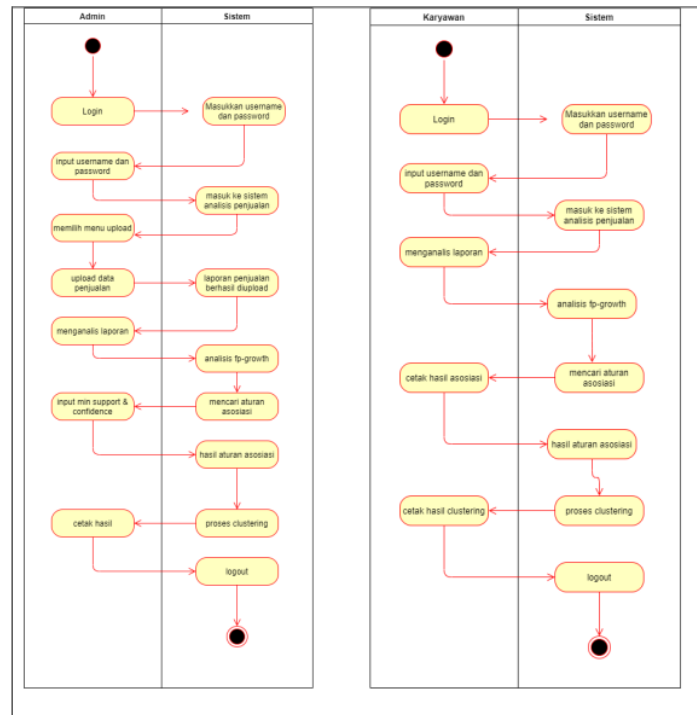 Admin
Sistem
Login
Masukkan username
dan password
input username dan
password
masuk ke sistem
analisis penjualan
memilih menu upload
upload data
penjualan
laporan penjualan
berhasil diupload
menganalis laporan
analisis fp-growth
input min support &
confidence
mencari aturan
asosiasi
hasil aturan asosiasi
cetak hasil
proses clustering
logout
Karyawan
Sistem
Login
Masukkan username
dan password
input username dan
password
masuk ke sistem
analisis penjualan
menganalis laporan
analisis fp-growth
cetak hasil asosiasi
mencari aturan
asosiasi
hasil aturan asosiasi
cetak hasil clustering
proses clustering
logout